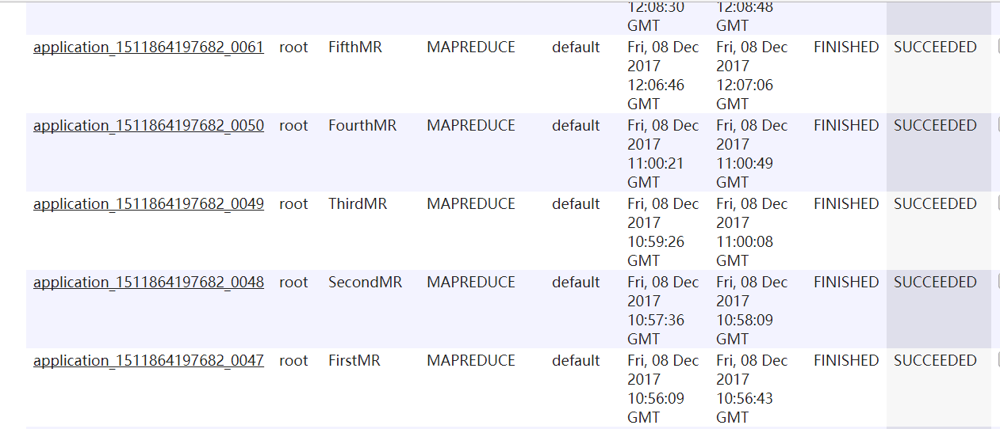 12:08:30 12:08:48
GMT GMT
application_1511864197682_0061 root FifthMR MAPREDUCE default Fri, 08 Dec Fri, 08 Dec FINISHED SUCCEEDED
2017 2017
12:06:46 12:07:06
GMT GMT
application_1511864197682_0050 root FourthMR MAPREDUCE default Fri, 08 Dec Fri, 08 Dec FINISHED SUCCEEDED
2017 2017
11:00:21 11:00:49
GMT GMT
application_1511864197682_0049 root ThirdMR MAPREDUCE default Fri, 08 Dec Fri, 08 Dec FINISHED SUCCEEDED
2017 2017
10:59:26 11:00:08
GMT GMT
application_1511864197682_0048 root SecondMR MAPREDUCE default Fri, 08 Dec Fri, 08 Dec FINISHED SUCCEEDED
2017 2017
10:57:36 10:58:09
GMT GMT
application_1511864197682_0047 root FirstMR MAPREDUCE default Fri, 08 Dec Fri, 08 Dec FINISHED SUCCEEDED
2017 2017
10:56:09 10:56:43
GMT GMT